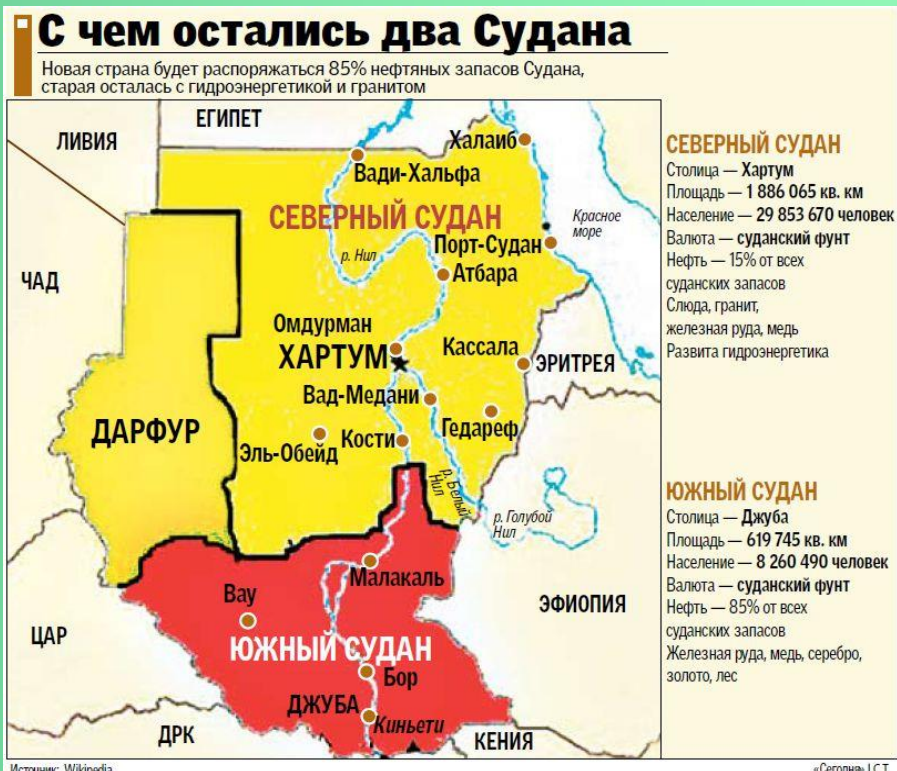 С чем остались два Судана
Новая страна будет распоряжаться 85% нефтяных запасов Судана,
старая осталась с гидроэнергетикой и гранитом
ЛИВИЯ
ЕГИПЕТ
Халаиб
Вади-Хальфа
СЕВЕРНЫЙ СУДАН
Красное
море
р. Нил
Порт-Судан
Атбара
ЧАД
Омдурман
ХАРТУМ
Кассала
ЭРИТРЕЯ
Вад-Медани
ДАРФУР
Гедареф
Эль-Обейд
Кости
р. Белый
Нил
р. Голубой
Нил
Малакаль
Вау
ЭФИОПИЯ
ЦАР
ЮЖНЫЙ СУДАН
Бор
ДЖУБА
Киньети
ДРК
КЕНИЯ
СЕВЕРНЫЙ СУДАН
Столица — Хартум
Площадь — 1 886 065 кв. км
Население — 29 853 670 человек
Валюта — суданский фунт
Нефть — 15% от всех
суданских запасов
Слюда, гранит,
железная руда, медь
Развита гидроэнергетика
ЮЖНЫЙ СУДАН
Столица — Джуба
Площадь — 619 745 кв. км
Население — 8 260 490 человек
Валюта — суданский фунт
Нефть — 85% от всех
суданских запасов
Железная руда, медь, серебро,
золото, лес
Источник: Wikipedia
«Сегодня»